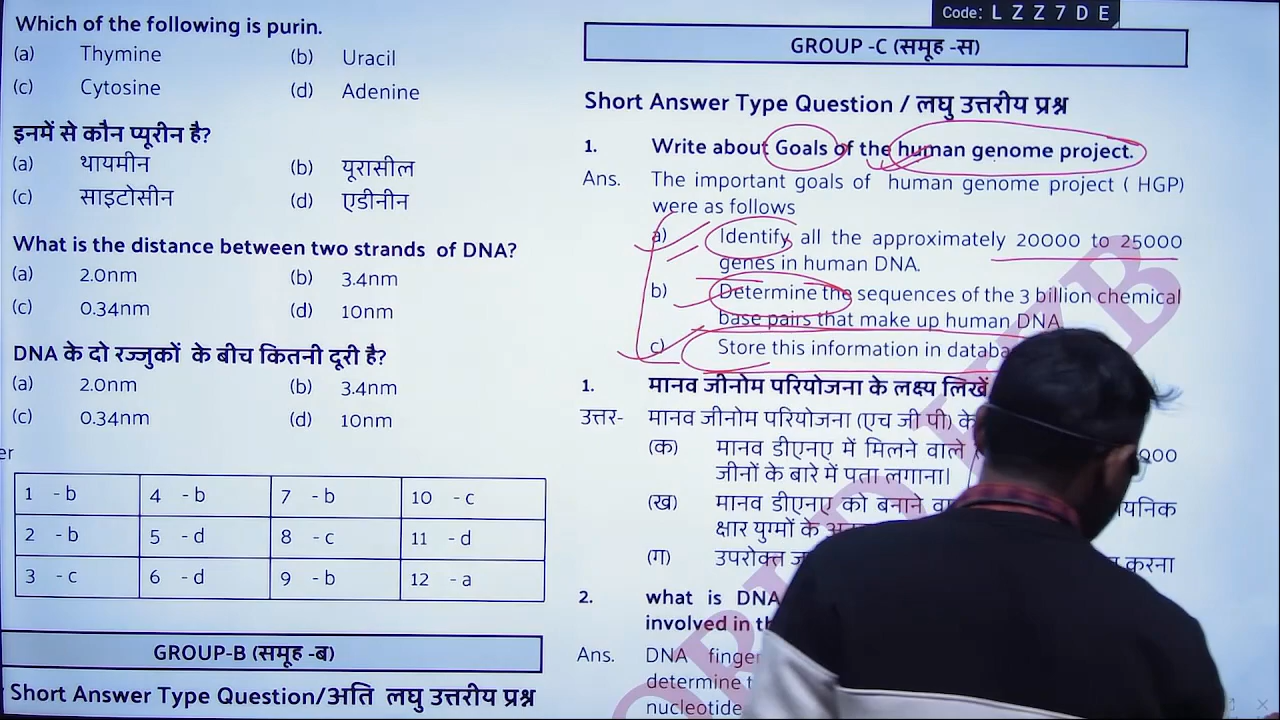 Code: L Z Z 7 D E
Which of the following is purin.
(a) Thymine (b) Uracil
(c) Cytosine (d) Adenine
इनमें से कौन प्यूरीन है?
(a) थायमीन (b) यूरासील
(c) साइटोसीन (d) एडीनीन
What is the distance between two strands of DNA?
(a) 2.0nm (b) 3.4nm
(c) 0.34nm (d) 10nm
DNA के दो रज्जुकों के बीच कितनी दूरी है?
(a) 2.0nm (b) 3.4nm
(c) 0.34nm (d) 10nm
er
1 - b 4 - b 7 - b 10 - c
2 - b 5 - d 8 - c 11 - d
3 - c 6 - d 9 - b 12 - a
GROUP-B (समूह -ब)
Short Answer Type Question/अति लघु उत्तरीय प्रश्न
GROUP -C (समूह -स)
Short Answer Type Question / लघु उत्तरीय प्रश्न
1. Write about Goals of the human genome project.
Ans. The important goals of human genome project ( HGP)
were as follows
a) Identify all the approximately 20000 to 25000
genes in human DNA.
b) Determine the sequences of the 3 billion chemical
base pairs that make up human DNA
c) Store this information in
1. मानव जीनोम परियोजना के लक्ष्य लिखें
उत्तर- मानव जीनोम परियोजना (एच जी पी) के
(क) मानव डीएनए में मिलने वाले
जीनों के बारे में पता लगाना।
(ख) मानव डीएनए को बनाने
क्षार युग्मों के
(ग) उपरोक्त करना
2. what is DNA
involved in
Ans. DNA
determine
nucleotide